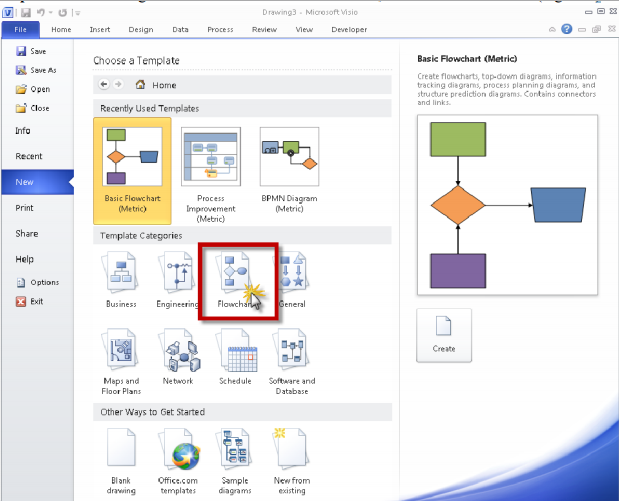 Drawing3 - Microsoft Visio
File Home Insert Design Data Process Review View Developer
Save
Save As
Open
Close
Info
Recent
New
Print
Share
Help
Options
Exit
Choose a Template
Home
Recently Used Templates
Basic Flowchart
(Metric)
Process
Improvement
(Metric)
BPMN Diagram
(Metric)
Template Categories
Business
Engineering
Flowchart
General
Maps and
Floor Plans
Network
Schedule
Software and
Database
Other Ways to Get Started
Blank
drawing
Office.com
templates
Sample
diagrams
New from
existing
Basic Flowchart (Metric)
Create flowcharts, top-down diagrams, information
tracking diagrams, process planning diagrams, and
structure prediction diagrams. Contains connectors
and links.
Create